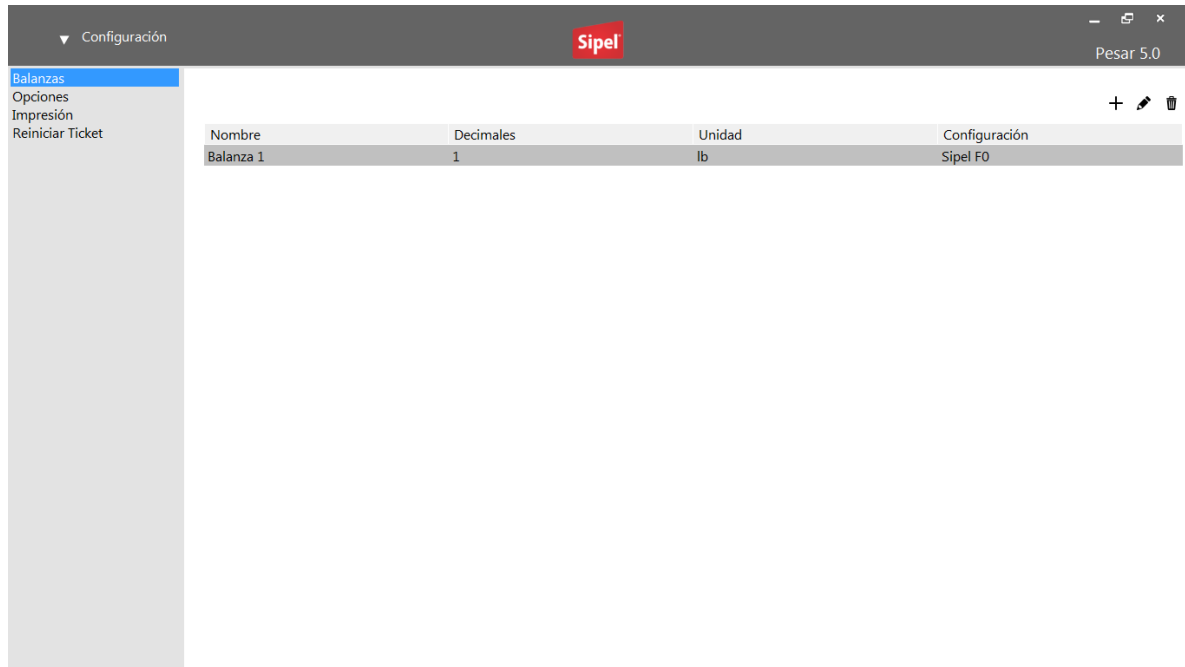 Configuración
Sipel
Pesar 5.0
Balanzas
Opciones
Impresión
Reiniciar Ticket
Nombre Decimales Unidad Configuración
Balanza 1 1 lb Sipel F0